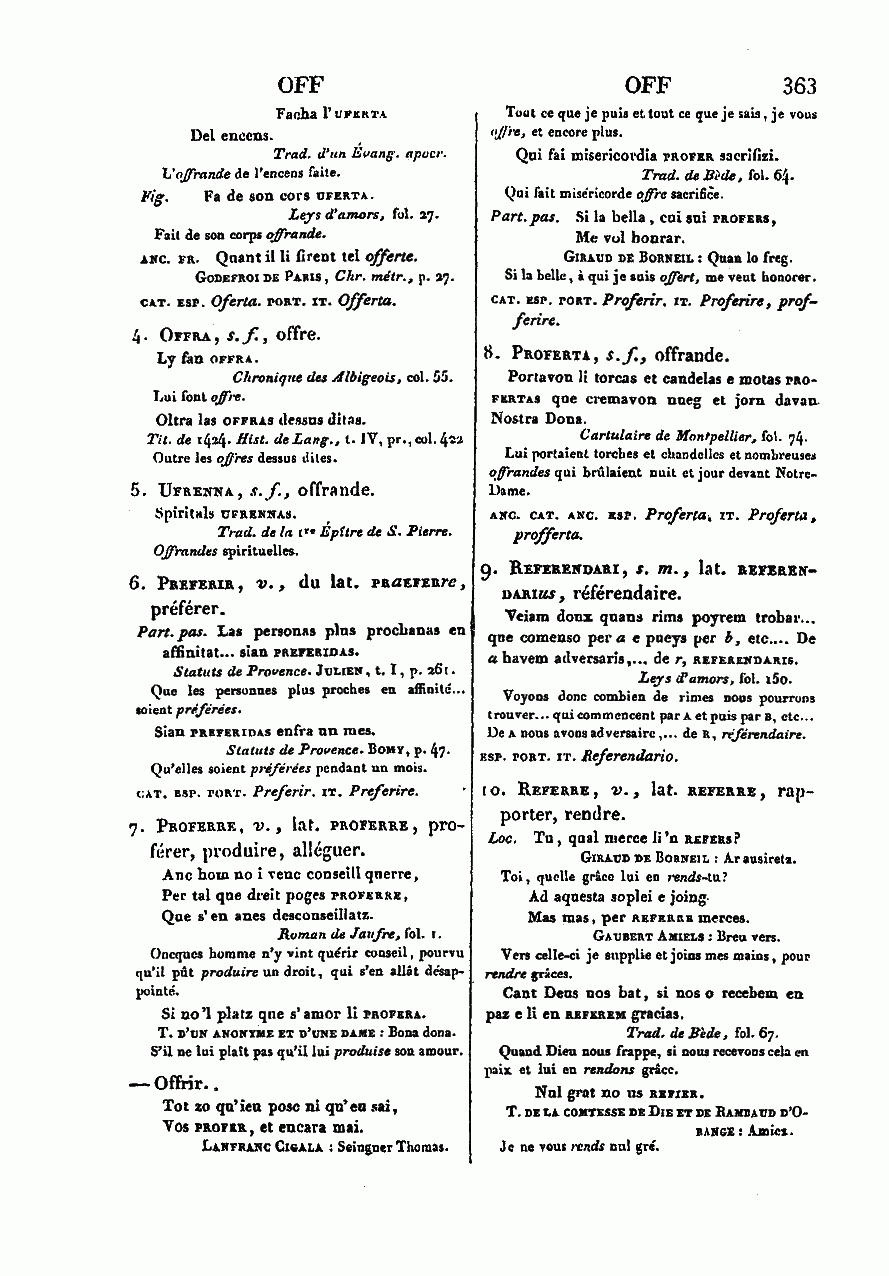 OFF OFF 363
Facha l'UFERTA
Del encens.
Trad. d'un Évang. apocr.
L'offrande de l'encens faite.
Fig. Fa de son cors UFERTA.
Leys d'amors, fol. 27.
Fait de son corps offrande.
ANC. FR. Quant il li firent tel offerte.
GODEFROI DE PARIS, Chr. métr., p. 27.
CAT. ESP. Oferta. PORT. IT. Offerta.
4. OFFRA, s. f., offre.
Ly fan OFFRA.
Chronique des Albigeois, col. 55.
Lui font offre.
Oltra las OFFRAS dessus ditas.
Tit. de 1424. Hist. de Lang., t. IV, pr., col. 422
Outre les offres dessus dites.
5. UFRENNA, s. f., offrande.
Spiritals UFRENNAS.
Trad. de la 1re Épître de S. Pierre.
Offrandes spirituelles.
6. PREFERIR, v., du lat. PRAEFERre,
préférer.
Part. pas. Las personas plus prochanas en
affinitat... sian PREFERIDAS.
Statuts de Provence. JULIEN, t. I, p. 261.
Que les personnes plus proches en affinité...
soient préférées.
Sian PREFERIDAS enfra un mes.
Statuts de Provence. BOMY, p. 47.
Qu'elles soient préférées pendant un mois.
CAT. ESP. PORT. Preferir. IT. Preferire.
7. PROFERRE, v., lat. PROFERRE, pro-
férer, produire, alléguer.
Anc hom no i venc conseill querre,
Per tal que dreit poges PROFERRE,
Que s'en anes desconseillatz.
Roman de Jaufre, fol. 1.
Oncques homme n'y vint quérir conseil, pourvu
qu'il pût produire un droit, qui s'en allât désap-
pointé.
Si no'l platz que s'amor li PROFERA.
T. D'UN ANONYME ET D'UNE DAME : Bona dona.
S'il ne lui plaît pas qu'il lui produise son amour.
— Offrir..
Tot zo qu'ieu posc ni qu'en sai,
Vos PROFER, et encara mai.
LANFRANC CIGALA : Seingner Thomas.
Tout ce que je puis et tout ce que je sais, je vous
offre, et encore plus.
Qui fai misericordia PROFER sacrifizi.
Trad. de Bède, fol. 64.
Qui fait miséricorde offre sacrifice.
Part. pas. Si la bella, cui sui PROFERS,
Me vol honrar.
GIRAUD DE BORNEIL : Quan lo freg.
Si la belle, à qui je suis offert, me veut honorer.
CAT. ESP. PORT. Proferir. IT. Proferire, prof-
ferire.
8. PROFERTA, s. f., offrande.
Portavon li torcas et candelas e motas PRO-
FERTAS que cremavon nueg et jorn davan
Nostra Dona.
Cartulaire de Montpellier, fol. 74.
Lui portaient torches et chandelles et nombreuses
offrandes qui brûlaient nuit et jour devant Notre-
Dame.
ANC. CAT. ANC. ESP. Proferta. IT. Proferta,
profferta.
9. REFERENDARI, s. m., lat. REFEREN-
DARIus, référendaire.
Veiam doux quans rims poyrem trobar...
que comenso per a e pueys per b, etc.... De
a havem adversaris,... de r, REFERENDARIS.
Leys d'amors, fol. 150.
Voyons donc combien de rimes nous pourrons
trouver... qui commencent par A et puis par B, etc...
De A nous avons adversaire,... de R, référendaire.
ESP. PORT. IT. Referendario.
10. REFERRE, v., lat. REFERRE, rap-
porter, rendre.
Loc. Tu, qual merce li'n REFERS?
GIRAUD DE BORNEIL : Ar ausireta.
Toi, quelle grâce lui en rends-tu?
Ad aquesta soplei e joing
Mas mas, per REFERRE merces.
GAUBERT AMIELS : Breu vers.
Vers celle-ci je supplie et joins mes mains, pour
rendre grâces.
Cant Deus nos bat, si nos o recebem en
paz e li en REFEREM gracias.
Trad. de Bède, fol. 67.
Quand Dieu nous frappe, si nous recevons cela en
paix et lui en rendons grâce.
Nul grat no us REFIER.
T. DE LA COMTESSE DE DIE ET DE RAMBAUD D'O-
RANGE : Amicx.
Je ne vous rends nul gré.